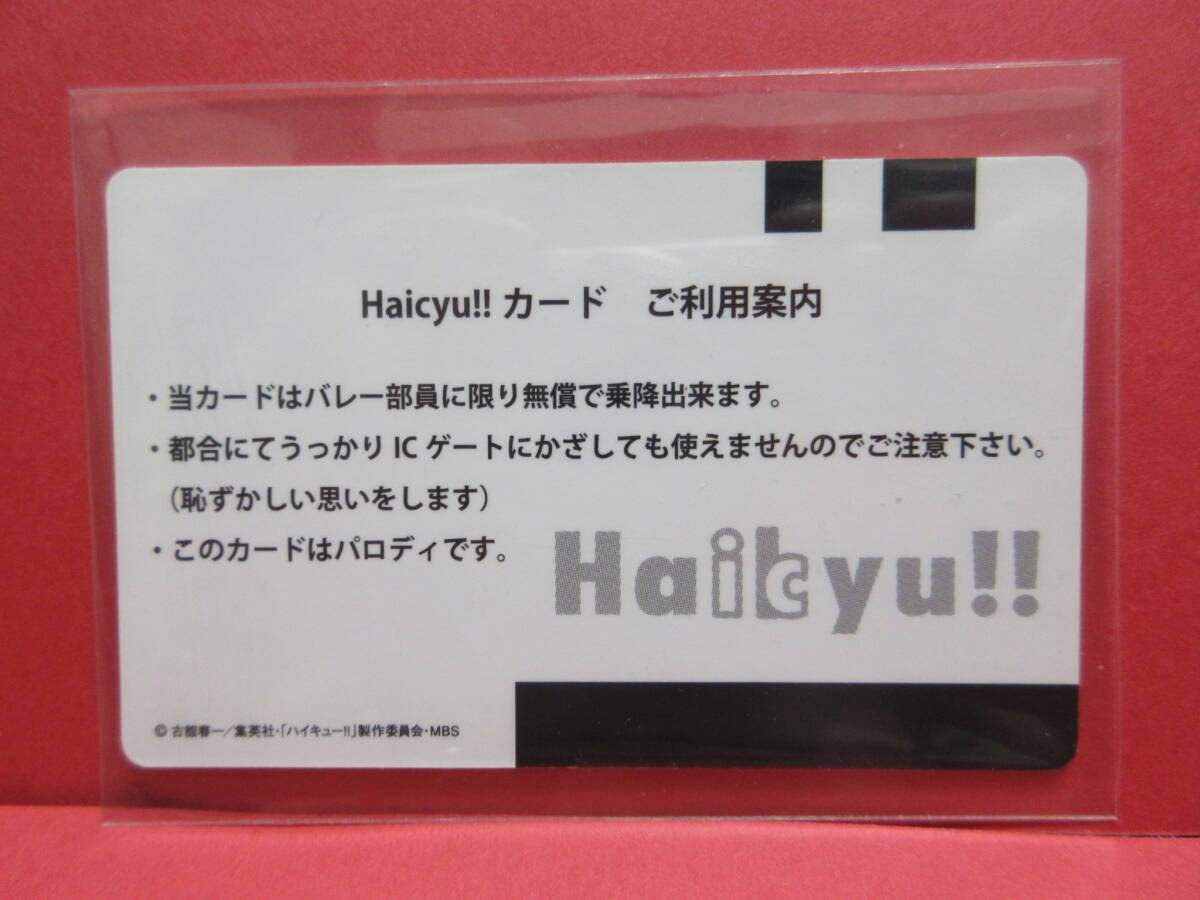 Haicyu!! カード　ご利用案内
・当カードはバレー部員に限り無償で乗降出来ます。
・都合にてうっかり IC ゲートにかざしても使えませんのでご注意下さい。
（恥ずかしい思いをします）
・このカードはパロディです。
Haicyu!!
© 古舘春一／集英社・「ハイキュー!!」製作委員会・MBS